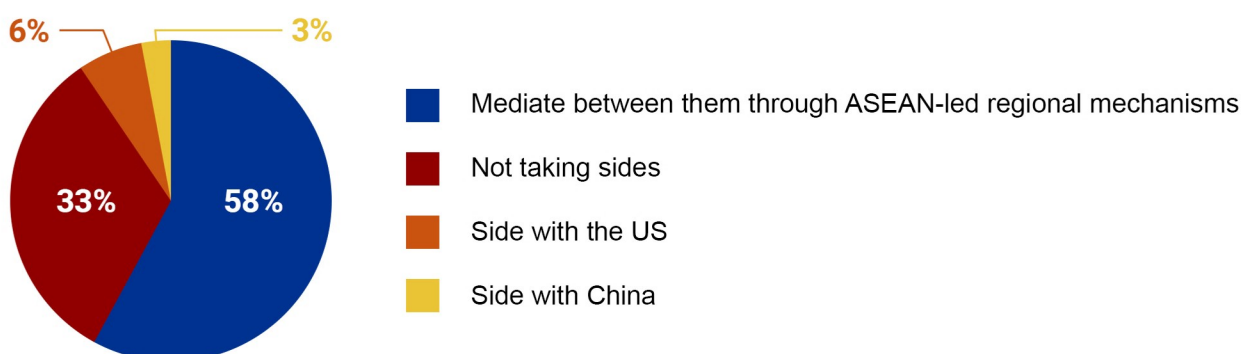 6%
3%
33%
58%
Mediate between them through ASEAN-led regional mechanisms
Not taking sides
Side with the US
Side with China